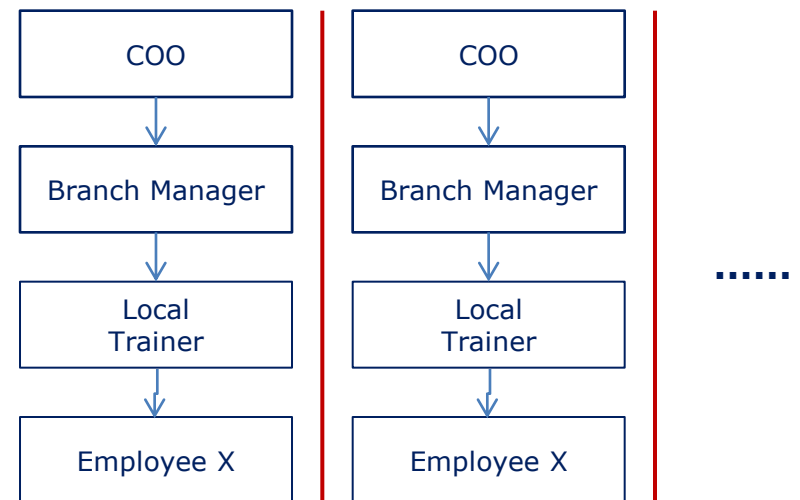 COO
Branch Manager
Local
Trainer
Employee X
COO
Branch Manager
Local
Trainer
Employee X
......